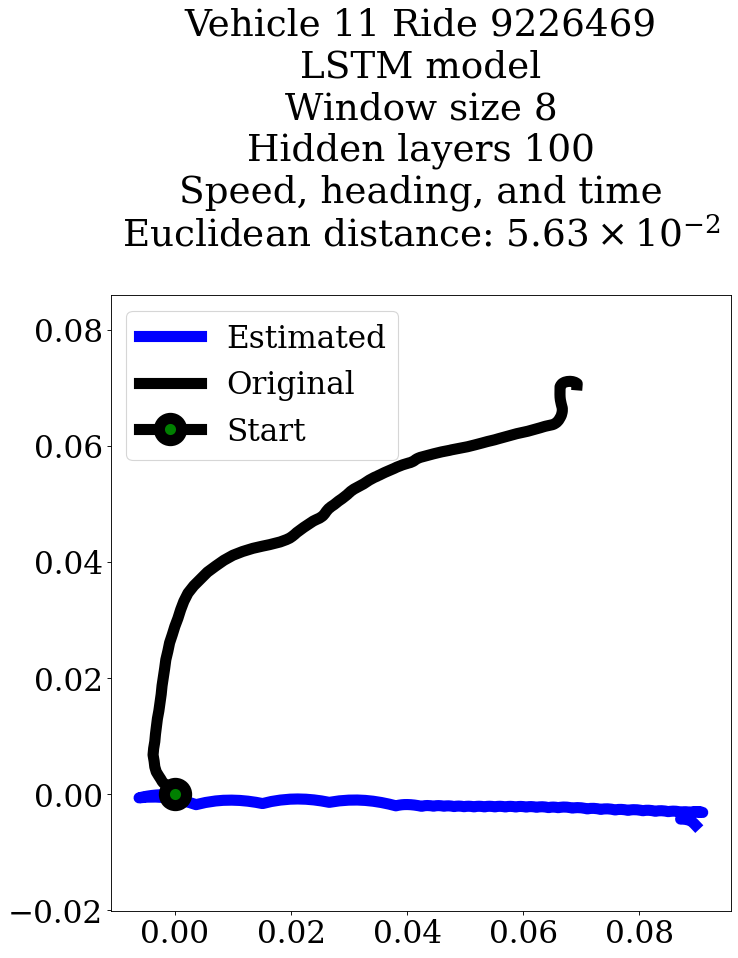 Vehicle 11 Ride 9226469
LSTM model
Window size 8
Hidden layers 100
Speed, heading, and time
Euclidean distance: 5.63 × 10⁻²
Estimated
Original
Start
0.08
0.06
0.04
0.02
0.00
−0.02
0.00 0.02 0.04 0.06 0.08